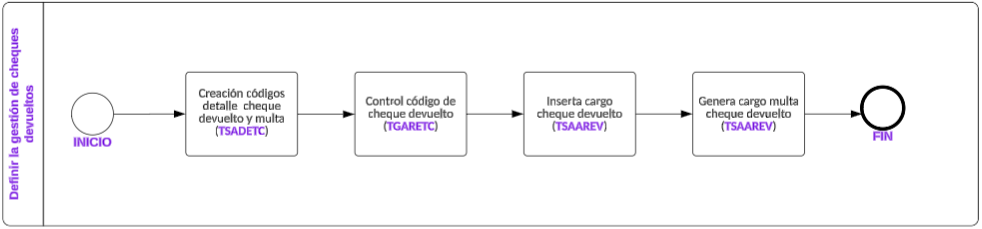 Definir la gestión de cheques
devueltos
INICIO
Creación códigos
detalle cheque
devuelto y multa
(TSADETC)
Control código de
cheque devuelto
(TGARETC)
Inserta cargo
cheque devuelto
(TSAAREV)
Genera cargo multa
cheque devuelto
(TSAAREV)
FIN